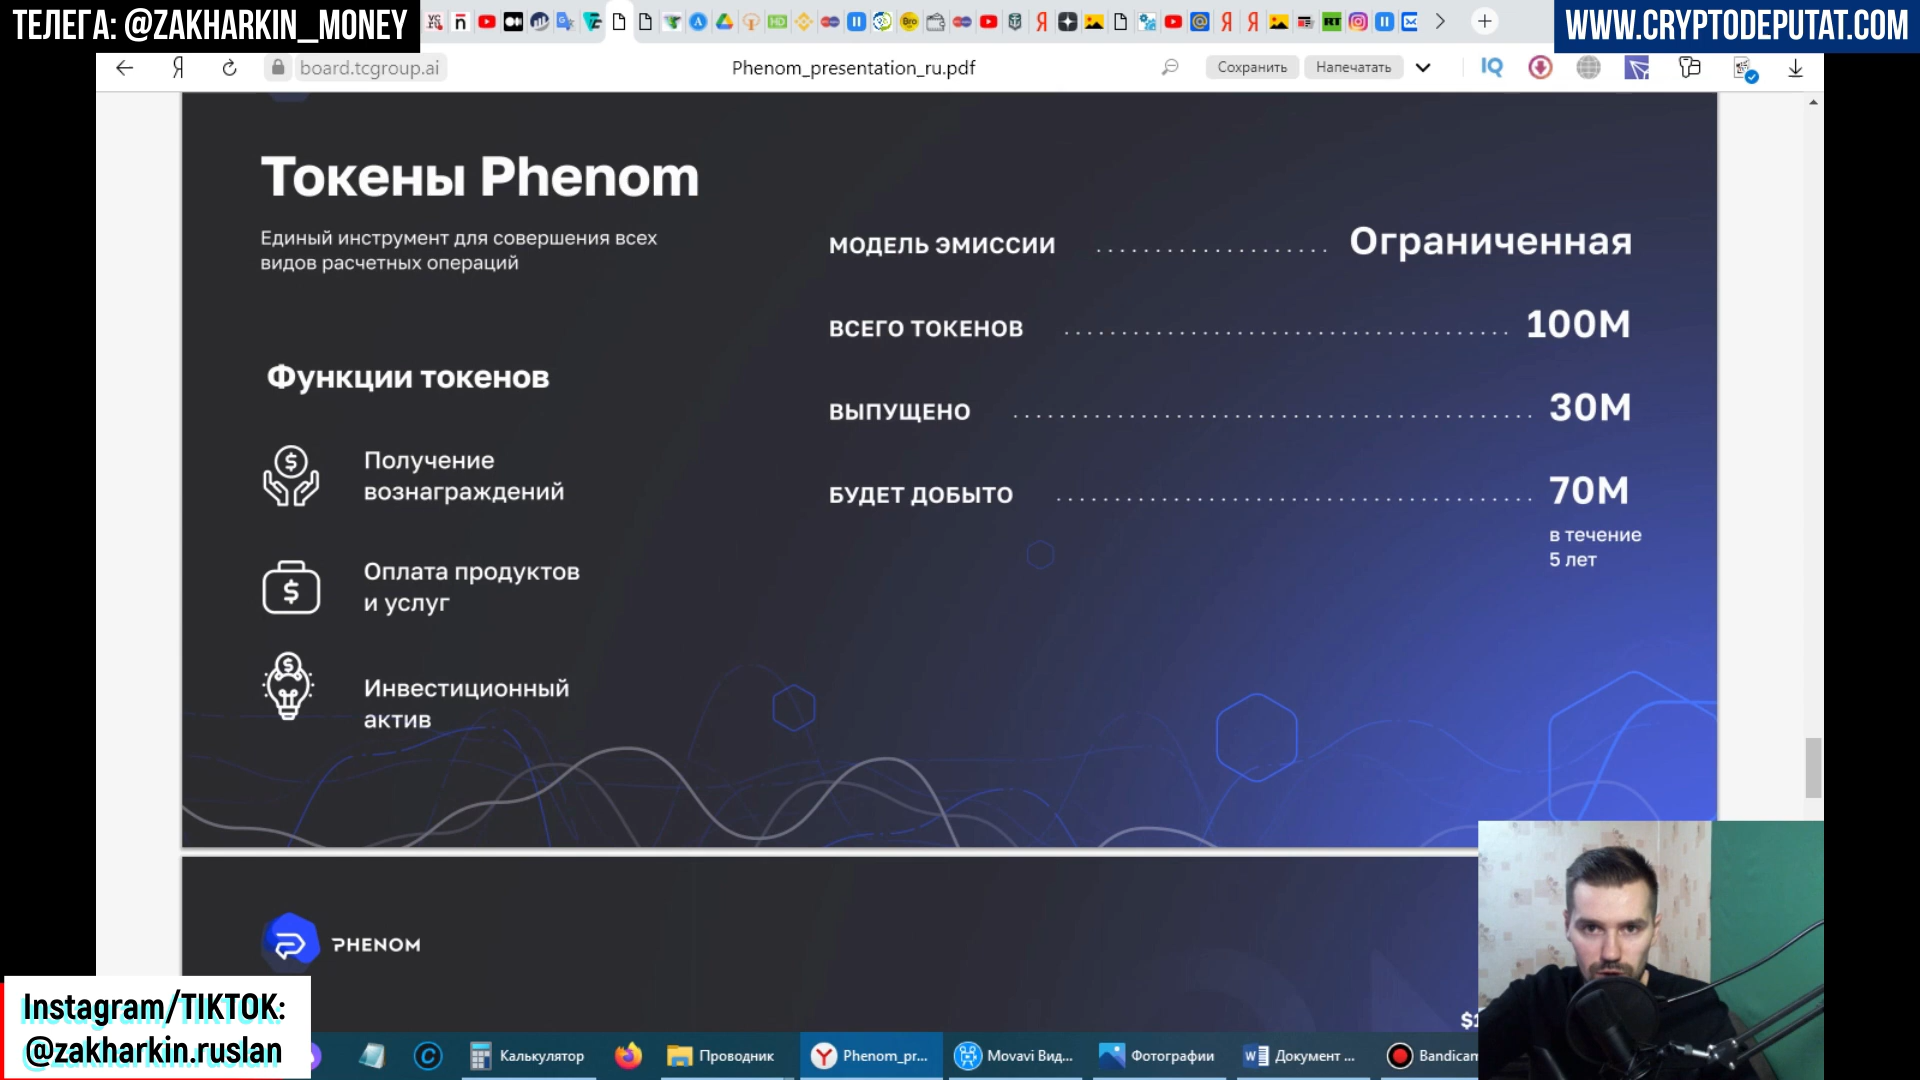 ТЕЛЕГА: @ZAKHARKIN_MONEY
WWW.CRYPTODEPUTAT.COM
board.tcgroup.ai
Phenom_presentation_ru.pdf
Сохранить
Напечатать
Токены Phenom
Единый инструмент для совершения всех
видов расчетных операций
Функции токенов
Получение
вознаграждений
Оплата продуктов
и услуг
Инвестиционный
актив
МОДЕЛЬ ЭМИССИИ Ограниченная
ВСЕГО ТОКЕНОВ 100M
ВЫПУЩЕНО 30M
БУДЕТ ДОБЫТО 70M
в течение
5 лет
PHENOM
Instagram/TIKTOK:
@zakharkin.ruslan
Калькулятор
Проводник
Phenom_pr...
Movavi Вид...
Фотографии
Документ ...